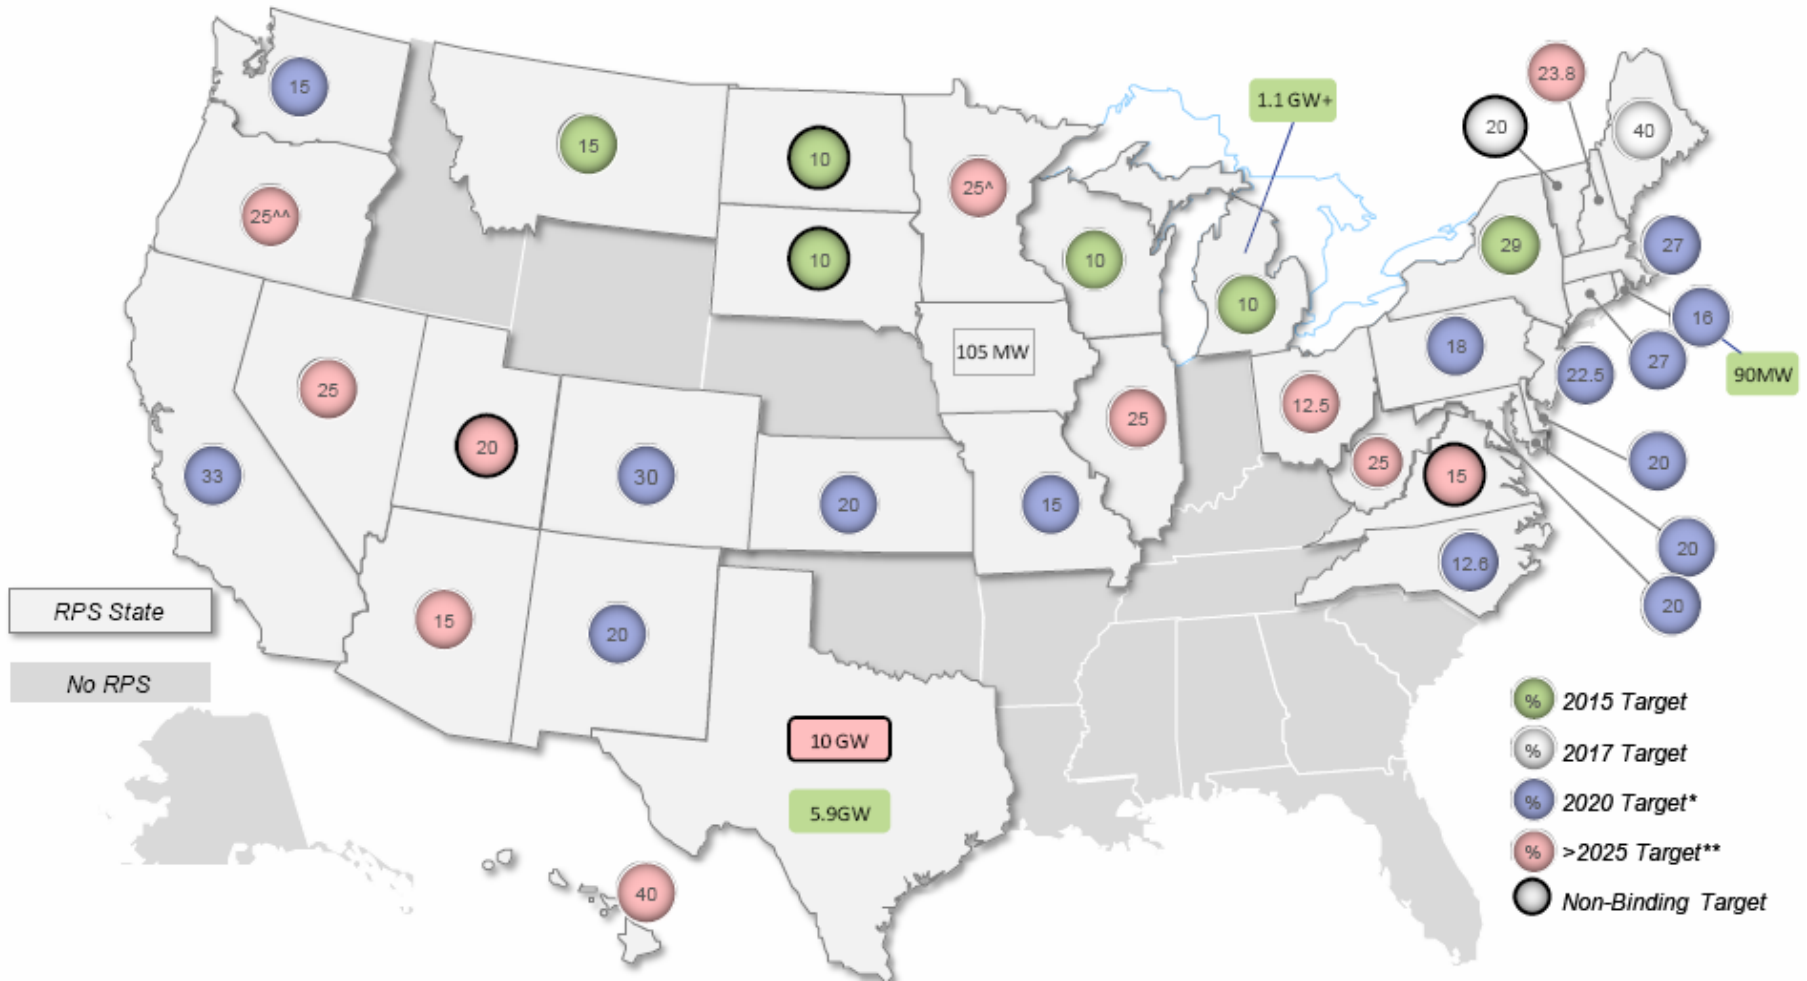 23.8
1.1 GW+
15
20
40
15
10
25^
25^^
27
29
10
10
10
16
18
105 MW
27
22.5
90MW
25
12.5
25
20
25
15
20
33
30
20
15
20
12.6
20
RPS State
15
20
No RPS
% 2015 Target
10 GW
% 2017 Target
5.9GW
% 2020 Target*
% >2025 Target**
40
Non-Binding Target